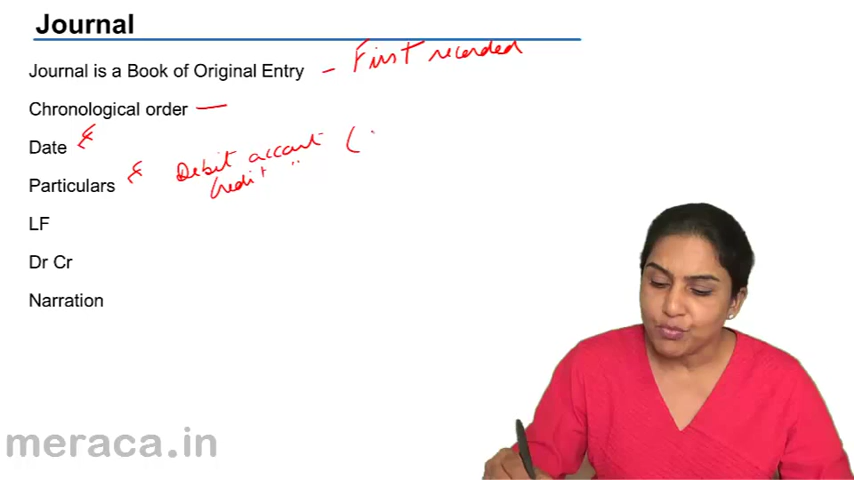 Journal
Journal is a Book of Original Entry - First recorded
Chronological order —
Date
Particulars Debit account (
Credit "
LF
Dr Cr
Narration
meraca.in